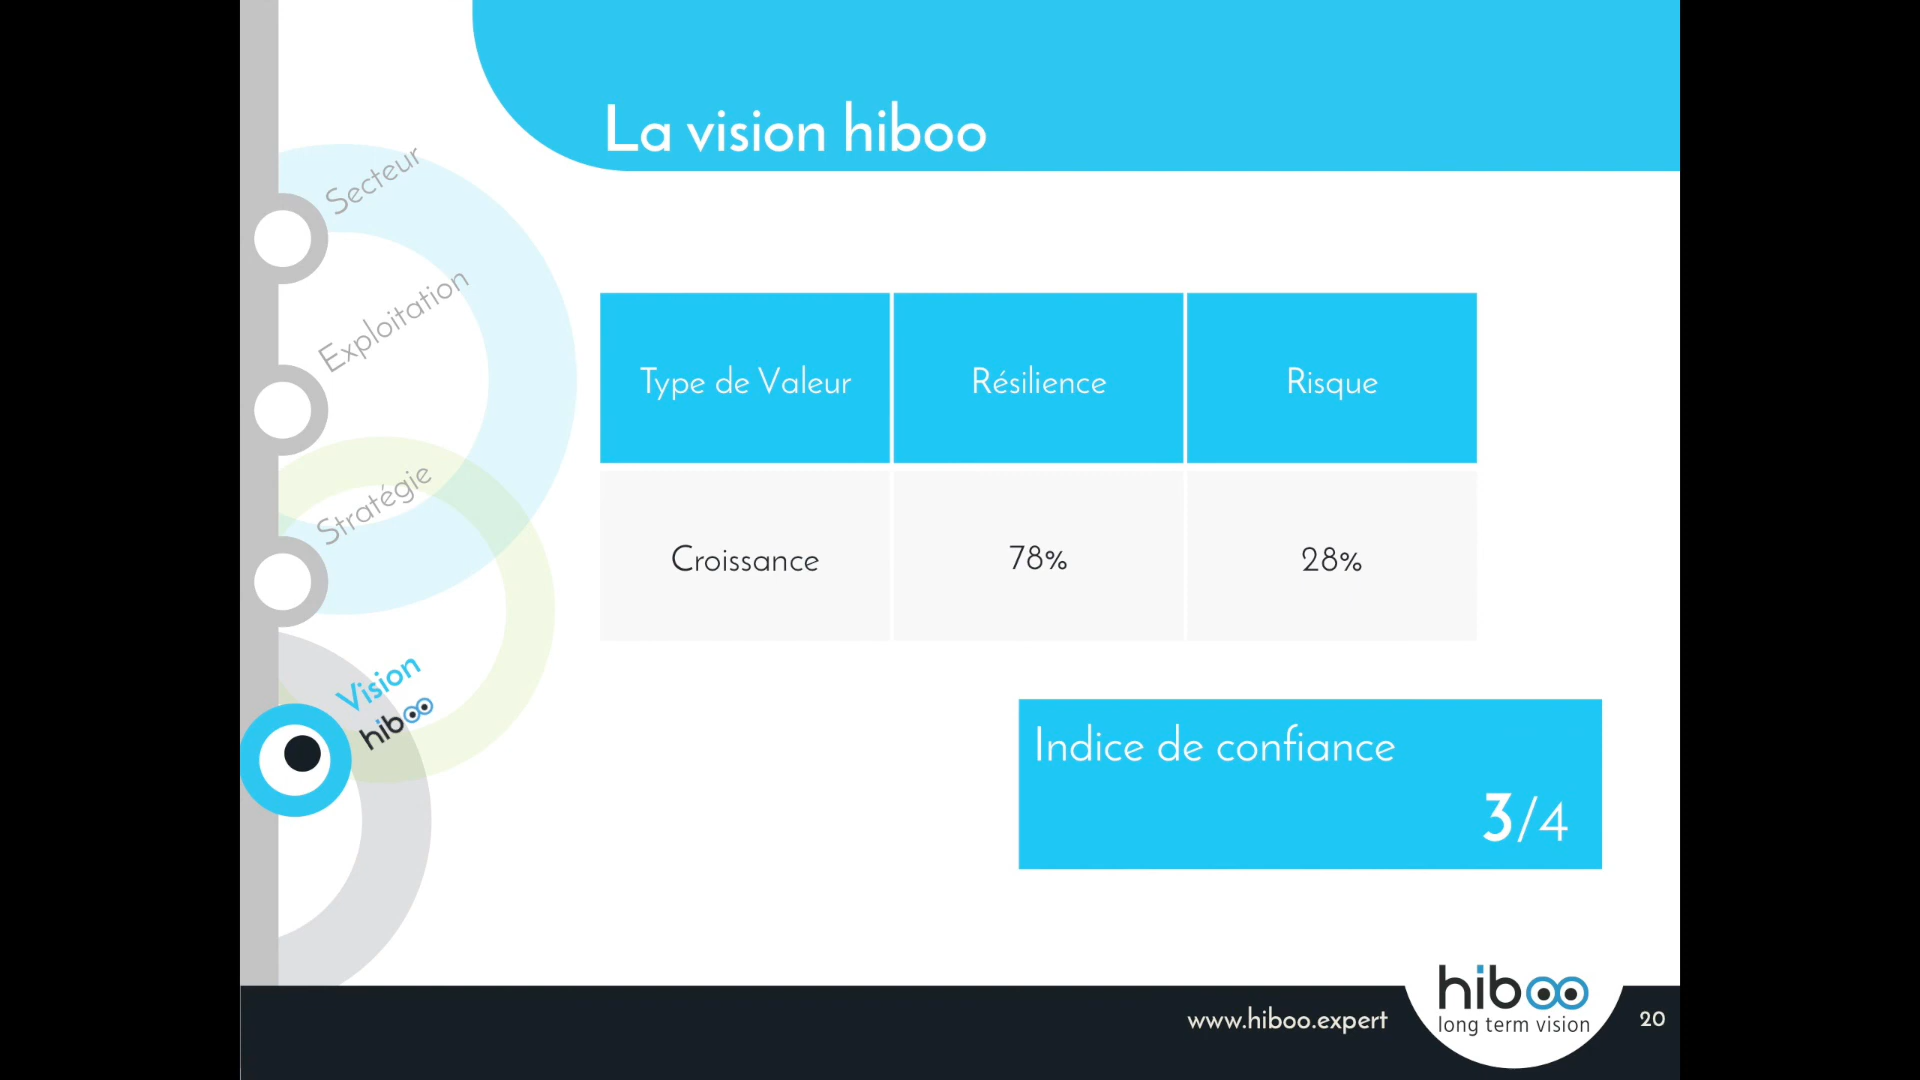 La vision hiboo
Secteur
Exploitation
Stratégie
Vision
hiboo
Type de Valeur Résilience Risque
Croissance 78% 28%
Indice de confiance
3/4
www.hiboo.expert
hiboo
long term vision
20